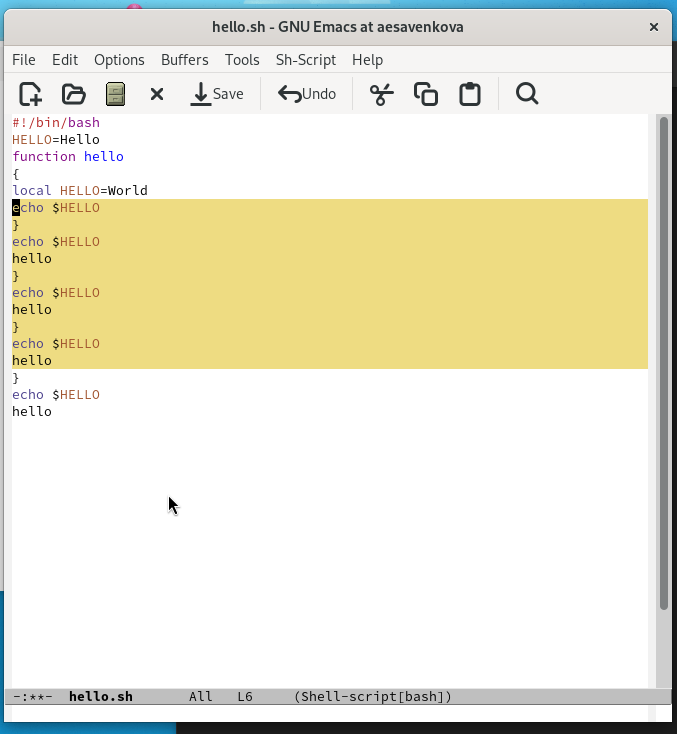 hello.sh - GNU Emacs at aesavenkova
File Edit Options Buffers Tools Sh-Script Help
Save Undo
#!/bin/bash
HELLO=Hello
function hello
{
local HELLO=World
echo $HELLO
}
echo $HELLO
hello
}
echo $HELLO
hello
}
echo $HELLO
hello
}
echo $HELLO
hello
-:**- hello.sh All L6 (Shell-script[bash])